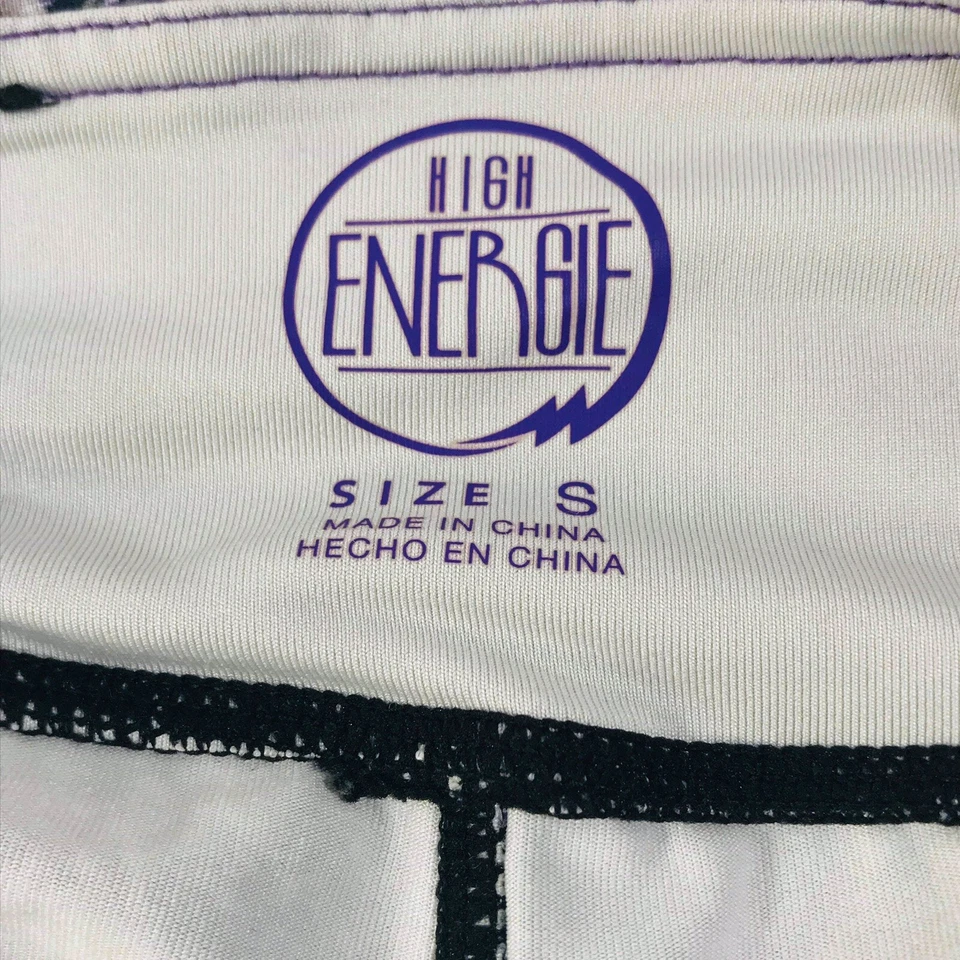 HIGH
ENERGIE
SIZE S
MADE IN CHINA
HECHO EN CHINA